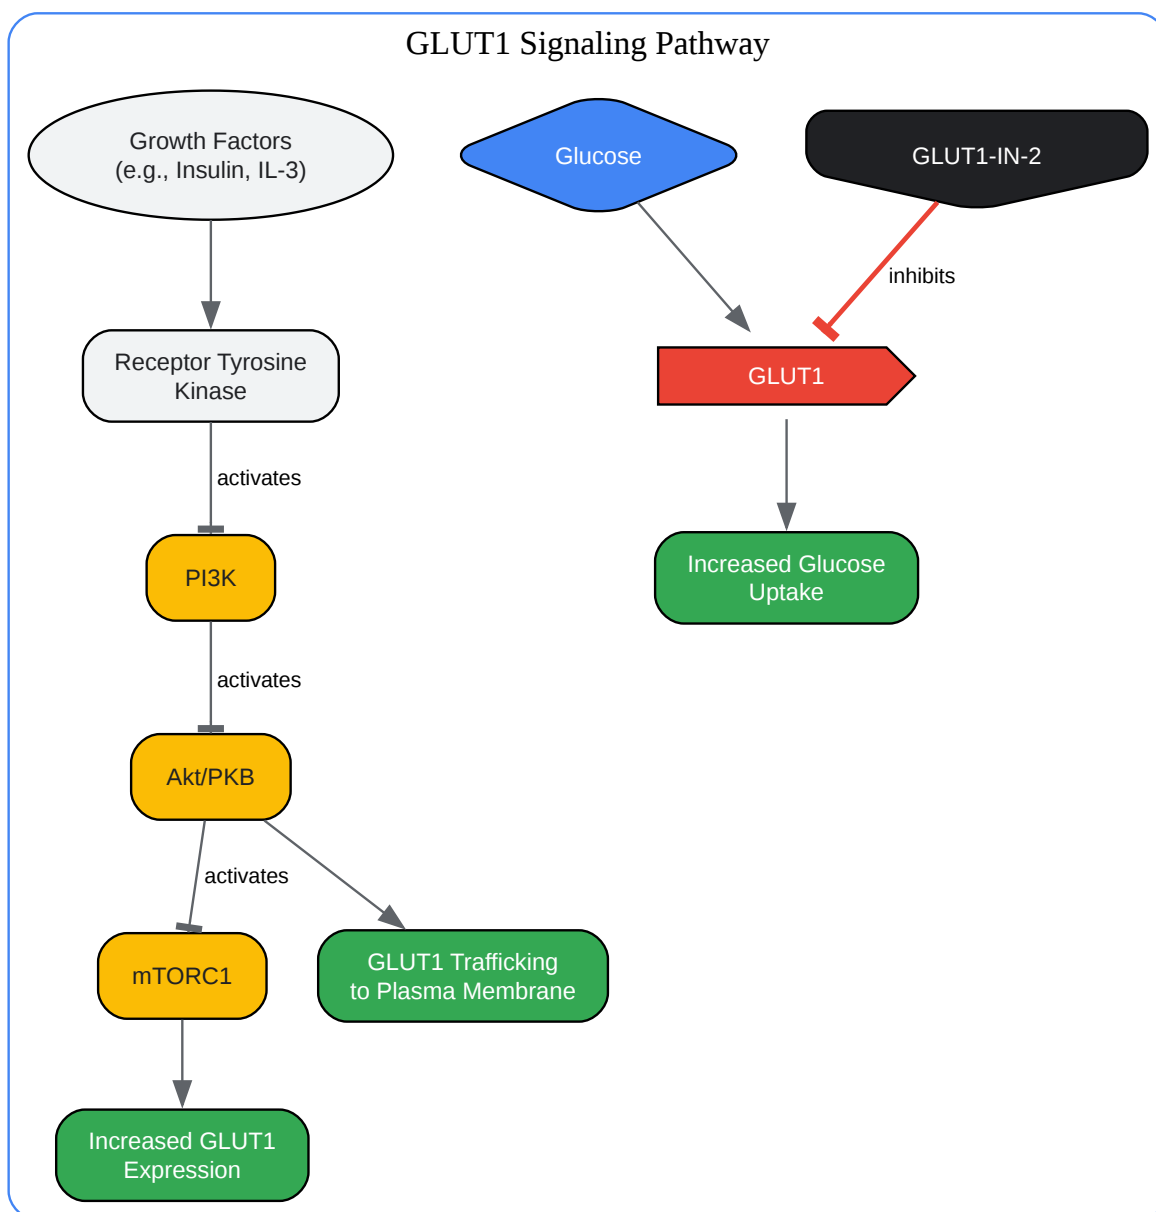 GLUT1 Signaling Pathway
Growth Factors
(e.g., Insulin, IL-3)
Glucose
GLUT1-IN-2
inhibits
Receptor Tyrosine
Kinase
GLUT1
activates
PI3K
Increased Glucose
Uptake
activates
Akt/PKB
activates
mTORC1
GLUT1 Trafficking
to Plasma Membrane
Increased GLUT1
Expression